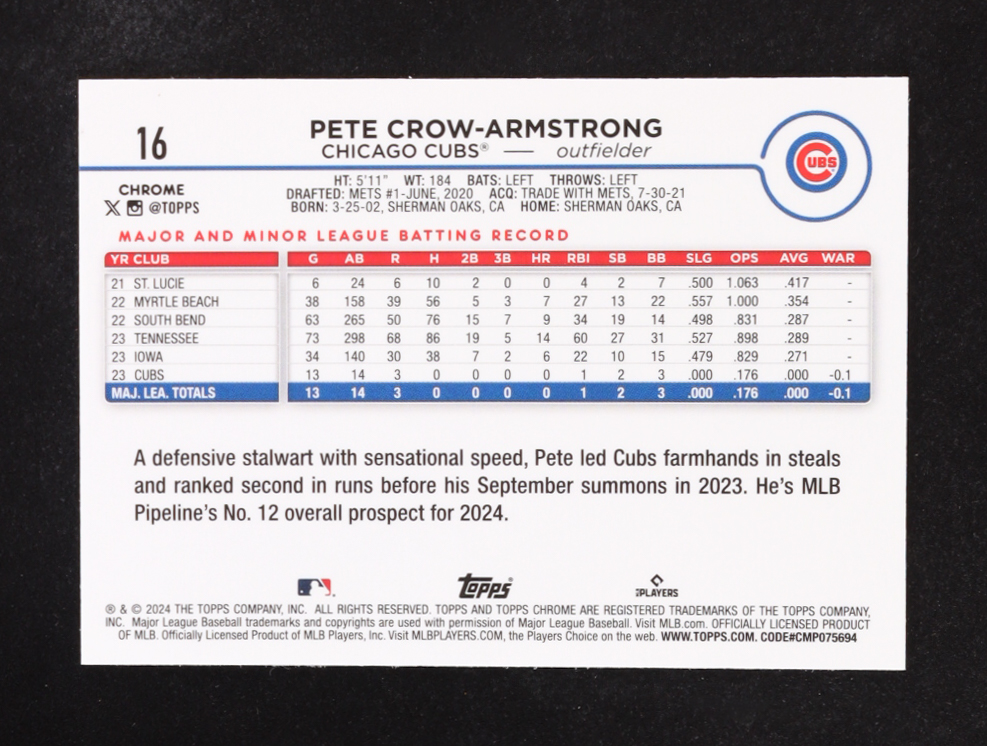 16
PETE CROW-ARMSTRONG
CHICAGO CUBS® — outfielder
CUBS
CHROME
@TOPPS
HT: 5'11" WT: 184 BATS: LEFT THROWS: LEFT
DRAFTED: METS #1-JUNE, 2020 ACQ: TRADE WITH METS, 7-30-21
BORN: 3-25-02, SHERMAN OAKS, CA HOME: SHERMAN OAKS, CA
MAJOR AND MINOR LEAGUE BATTING RECORD
YR CLUB G AB R H 2B 3B HR RBI SB BB SLG OPS AVG WAR
21 ST. LUCIE 6 24 6 10 2 0 0 4 2 7 .500 1.063 .417 -
22 MYRTLE BEACH 38 158 39 56 5 3 7 27 13 22 .557 1.000 .354 -
22 SOUTH BEND 63 265 50 76 15 7 9 34 19 14 .498 .831 .287 -
23 TENNESSEE 73 298 68 86 19 5 14 60 27 31 .527 .898 .289 -
23 IOWA 34 140 30 38 7 2 6 22 10 15 .479 .829 .271 -
23 CUBS 13 14 3 0 0 0 0 1 2 3 .000 .176 .000 -0.1
MAJ. LEA. TOTALS 13 14 3 0 0 0 0 1 2 3 .000 .176 .000 -0.1
A defensive stalwart with sensational speed, Pete led Cubs farmhands in steals
and ranked second in runs before his September summons in 2023. He's MLB
Pipeline's No. 12 overall prospect for 2024.
Topps®
PLAYERS
® & © 2024 THE TOPPS COMPANY, INC. ALL RIGHTS RESERVED. TOPPS AND TOPPS CHROME ARE REGISTERED TRADEMARKS OF THE TOPPS COMPANY,
INC. Major League Baseball trademarks and copyrights are used with permission of Major League Baseball. Visit MLB.com. OFFICIALLY LICENSED PRODUCT
OF MLB. Officially Licensed Product of MLB Players, Inc. Visit MLBPLAYERS.COM, the Players Choice on the web. WWW.TOPPS.COM. CODE#CMP075694